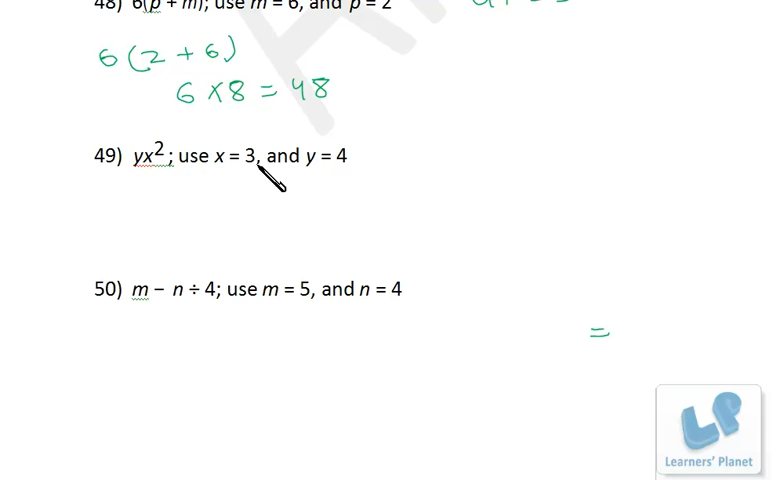 48) 6(p + m); use m = 6, and p = 2
6 (2 + 6)
6 × 8 = 48
49) yx²; use x = 3, and y = 4
50) m − n ÷ 4; use m = 5, and n = 4
=
LP
Learners' Planet